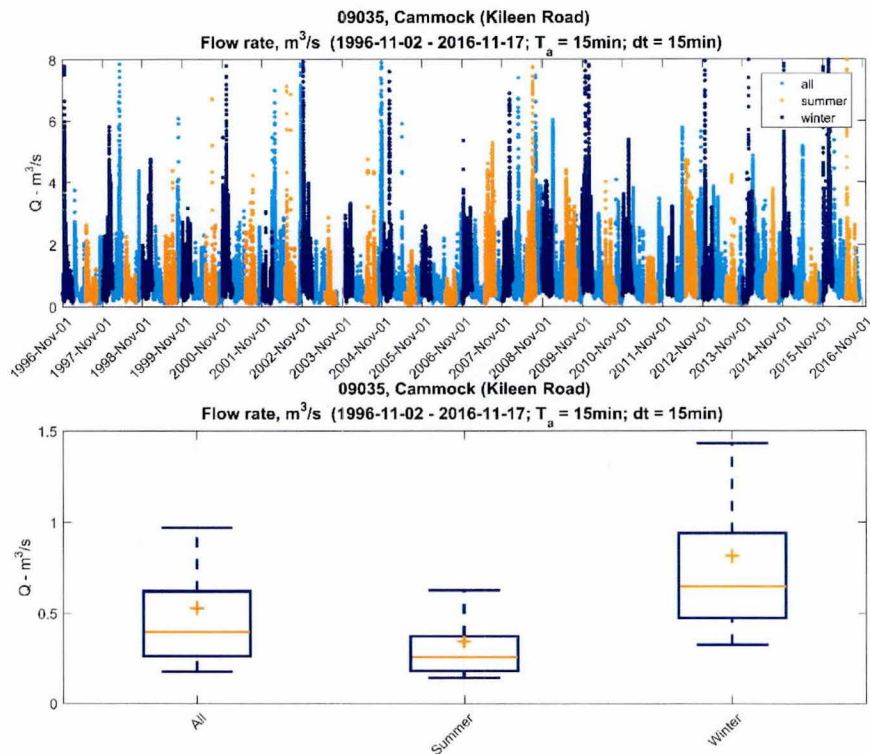 09035, Cammock (Kileen Road)
Flow rate, m³/s (1996-11-02 - 2016-11-17; Tₐ = 15min; dt = 15min)
8
6
4
2
0
Q - m³/s
all
summer
winter
1996-Nov-01
1997-Nov-01
1998-Nov-01
1999-Nov-01
2000-Nov-01
2001-Nov-01
2002-Nov-01
2003-Nov-01
2004-Nov-01
2005-Nov-01
2006-Nov-01
2007-Nov-01
2008-Nov-01
2009-Nov-01
2010-Nov-01
2011-Nov-01
2012-Nov-01
2013-Nov-01
2014-Nov-01
2015-Nov-01
2016-Nov-01
09035, Cammock (Kileen Road)
Flow rate, m³/s (1996-11-02 - 2016-11-17; Tₐ = 15min; dt = 15min)
1.5
1
0.5
0
Q - m³/s
All
Summer
Winter